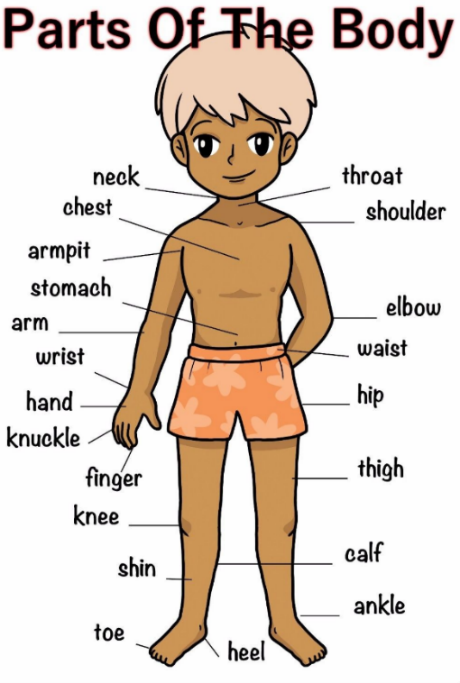 Parts Of The Body
neck
throat
chest
shoulder
armpit
stomach
elbow
arm
waist
wrist
hip
hand
knuckle
thigh
finger
knee
calf
shin
ankle
toe
heel